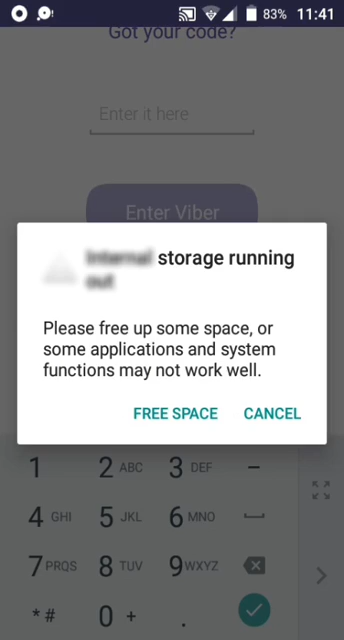 83% 11:41
Got your code?
Enter it here
Enter Viber
storage running
Please free up some space, or
some applications and system
functions may not work well.
FREE SPACE CANCEL
1 2 ABC 3 DEF –
4 GHI 5 JKL 6 MNO
7 PRQS 8 TUV 9 WXYZ
* # 0 + .